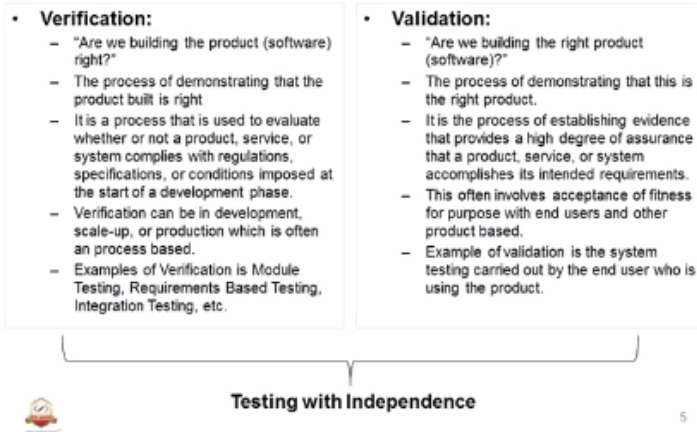 • Verification:
– "Are we building the product (software)
right?"
– The process of demonstrating that the
product built is right
– It is a process that is used to evaluate
whether or not a product, service, or
system complies with regulations,
specifications, or conditions imposed at
the start of a development phase.
– Verification can be in development,
scale-up, or production which is often
an process based.
– Examples of Verification is Module
Testing, Requirements Based Testing,
Integration Testing, etc.
• Validation:
– "Are we building the right product
(software)?"
– The process of demonstrating that this is
the right product.
– It is the process of establishing evidence
that provides a high degree of assurance
that a product, service, or system
accomplishes its intended requirements.
– This often involves acceptance of fitness
for purpose with end users and other
product based.
– Example of validation is the system
testing carried out by the end user who is
using the product.
Testing with Independence
5